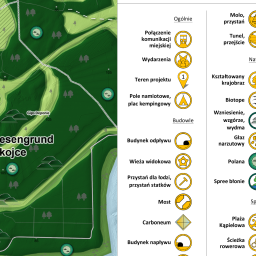 esengrund
kojce
Ogólnie
Połączenie
komunikacji
miejskiej
Wydarzenia
Teren projektu
Pole namiotowe,
plac kempingowy
Budowle
Budynek odpływu
Wieża widokowa
Przystań dla łodzi,
przystań statków
Most
Carboneum
Budynek napływu
Molo,
przystań
Tunel,
przejście
Na
Kształtowany
krajobraz
Biotope
Wzniesienie,
wzgórze,
wydma
Głaz
narzutowy
Polana
Spree błonie
Sp
Plaża
Kąpielowa
Ścieżka
rowerowa